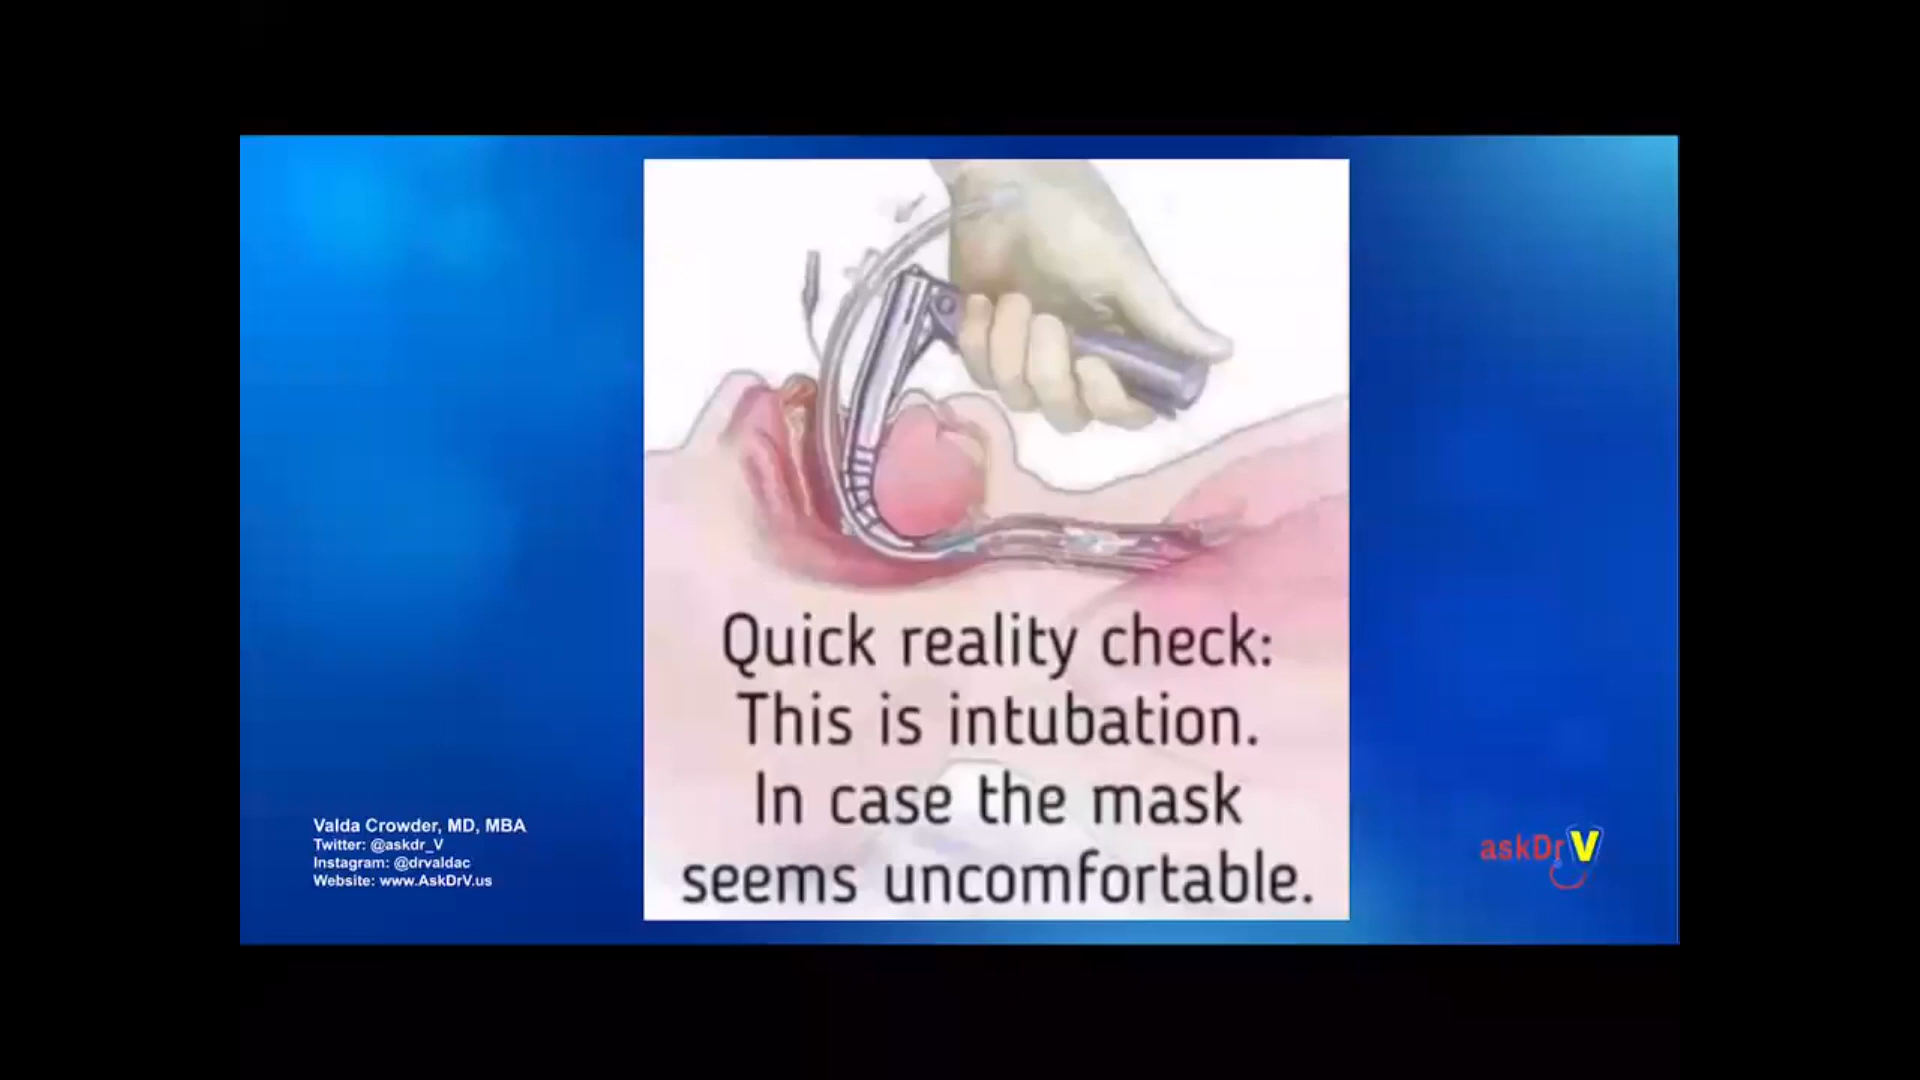 Quick reality check:
This is intubation.
In case the mask
seems uncomfortable.
Valda Crowder, MD, MBA
Twitter: @askdr_V
Instagram: @drvaldac
Website: www.AskDrV.us
askDrV